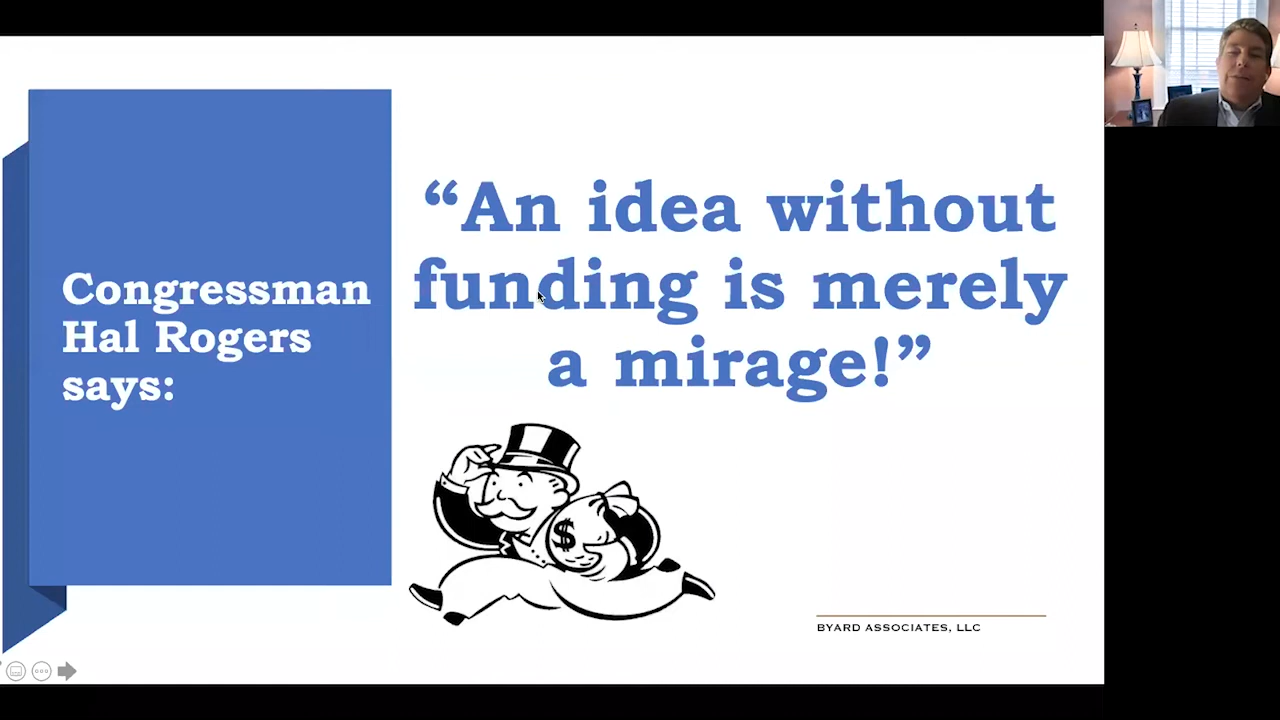 Congressman
Hal Rogers
says:
“An idea without
funding is merely
a mirage!”
$
BYARD ASSOCIATES, LLC